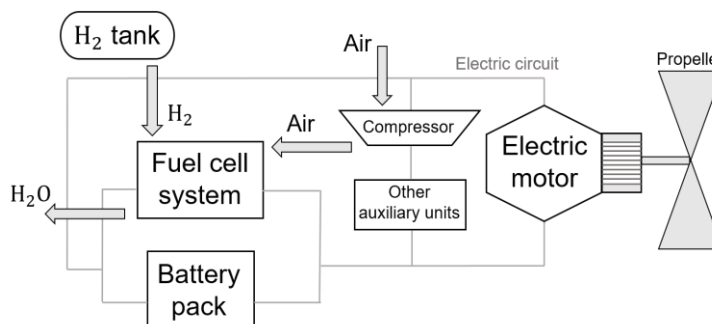 H₂ tank
Air
Electric circuit
Propelle
H₂
Air
Compressor
Fuel cell
system
Electric
motor
H₂O
Other
auxiliary units
Battery
pack